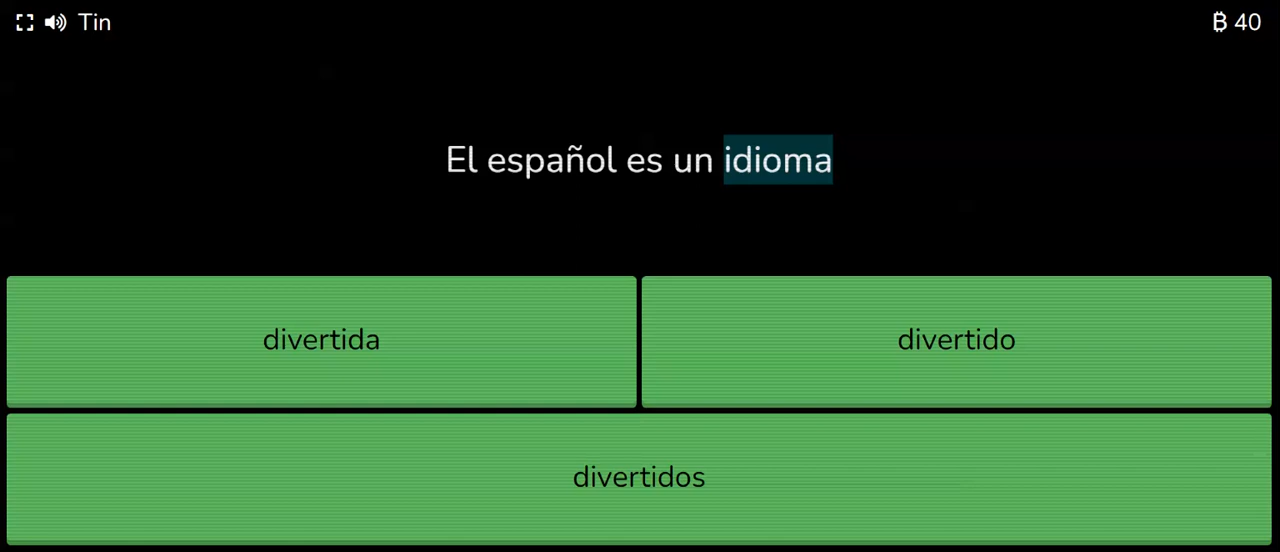 Tin
₿ 40
El español es un idioma
divertida
divertido
divertidos